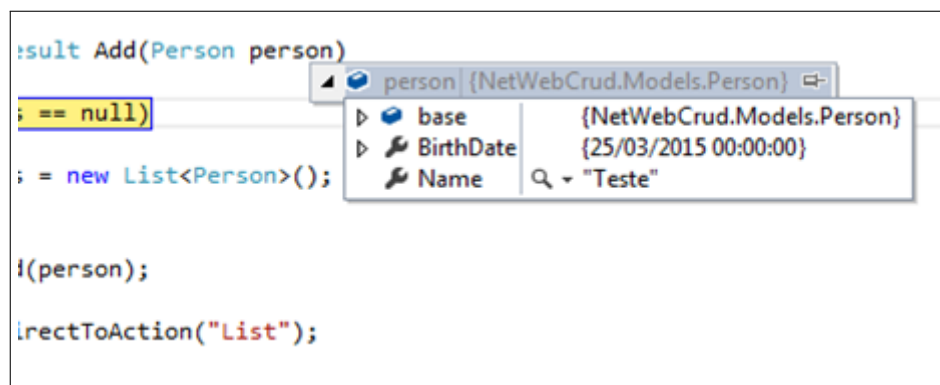 esult Add(Person person)
person {NetWebCrud.Models.Person}
s == null)
base {NetWebCrud.Models.Person}
BirthDate {25/03/2015 00:00:00}
s = new List<Person>();
Name "Teste"
d(person);
irectToAction("List");